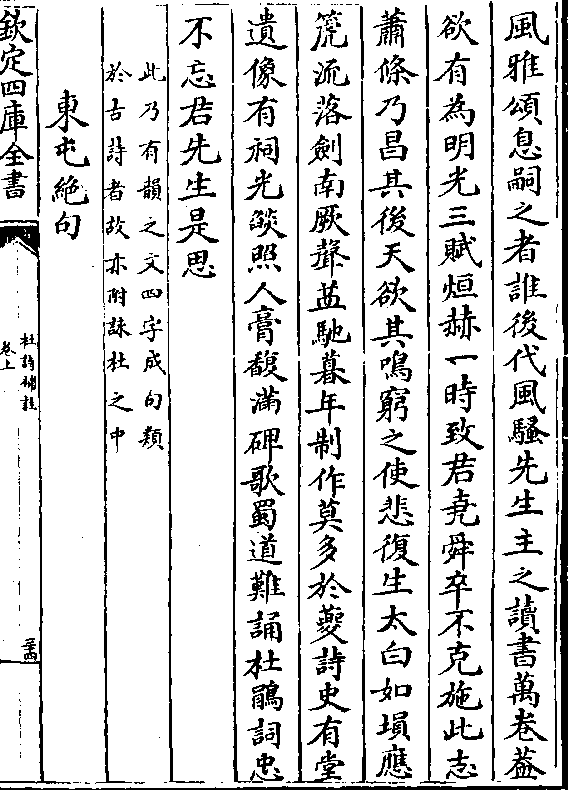 風雅頌息嗣之者誰後代風騷先生主之讀書萬卷葢
欲有為明光三賦烜赫一時致君堯舜卒不克施此志
蕭條乃昌其後天欲其鳴窮之使悲復生太白如塤應
箎流落劍南厥聲益馳暮年制作莫多於夔詩史有堂
遺像有祠光燄照人膏馥滿碑歌蜀道難誦杜鵑詞忠
不忘君先生是思
此乃有韻之文四字成句類
於古詩者故亦附詠杜之中
東屯絶句
欽定四庫全書
杜詩補註
卷上
二十四